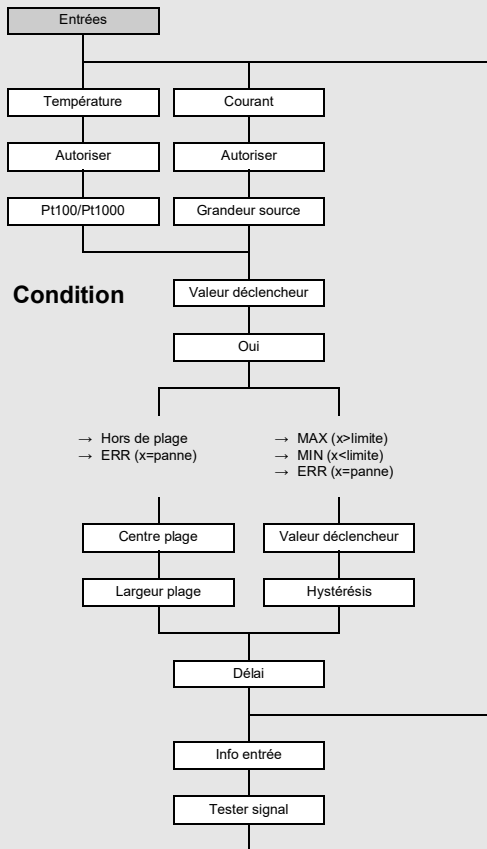 Entrées
Température
Courant
Autoriser
Autoriser
Pt100/Pt1000
Grandeur source
Condition
Valeur déclencheur
Oui
→ Hors de plage
→ ERR (x=panne)
→ MAX (x>limite)
→ MIN (x<limite)
→ ERR (x=panne)
Centre plage
Valeur déclencheur
Largeur plage
Hystérésis
Délai
Info entrée
Tester signal